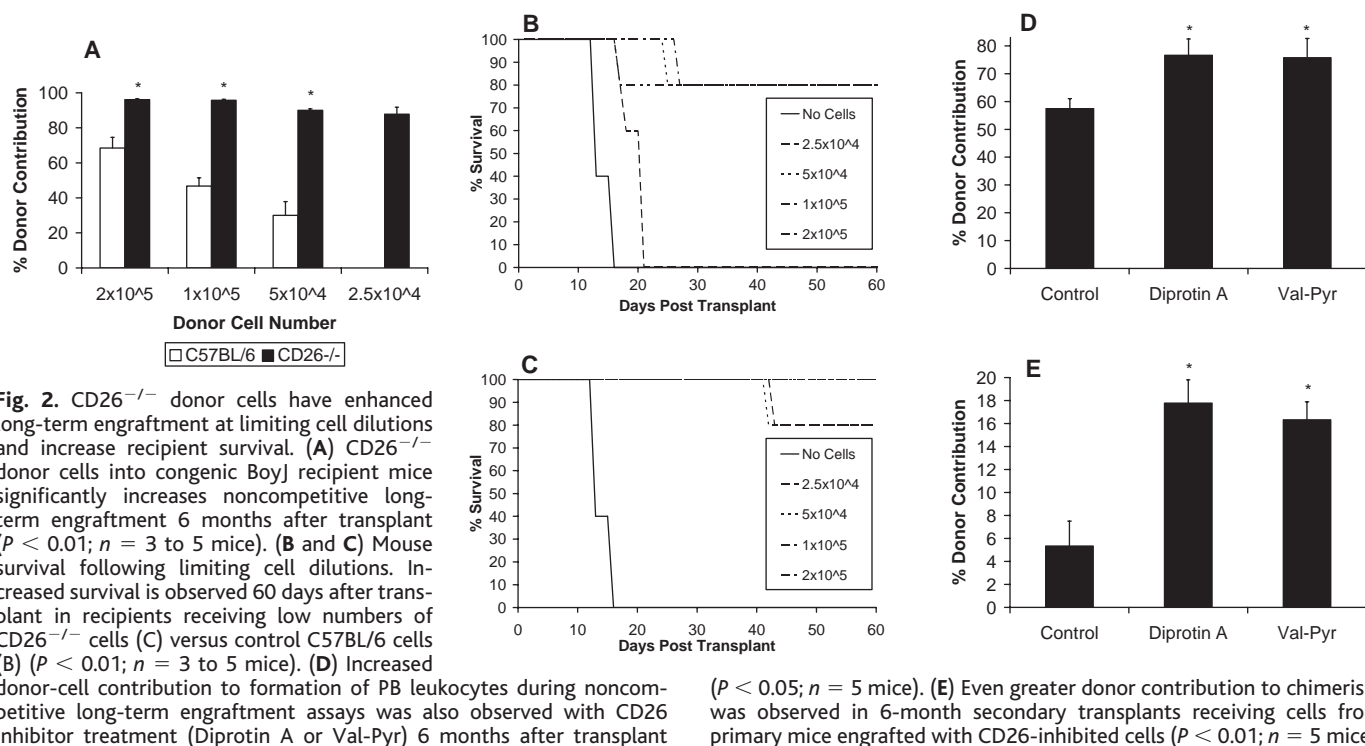 A
% Donor Contribution
100
80
60
40
20
0
*
*
*
2x10^5 1x10^5 5x10^4 2.5x10^4
Donor Cell Number
C57BL/6 CD26-/-
B
% Survival
100
90
80
70
60
50
40
30
20
10
0
0 10 20 30 40 50 60
Days Post Transplant
No Cells
2.5x10^4
5x10^4
1x10^5
2x10^5
C
% Survival
100
90
80
70
60
50
40
30
20
10
0
0 10 20 30 40 50 60
Days Post Transplant
No Cells
2.5x10^4
5x10^4
1x10^5
2x10^5
D
% Donor Contribution
80
70
60
50
40
30
20
10
0
*
*
Control Diprotin A Val-Pyr
E
% Donor Contribution
20
18
16
14
12
10
8
6
4
2
0
*
*
Control Diprotin A Val-Pyr
Fig. 2. CD26−/− donor cells have enhanced
long-term engraftment at limiting cell dilutions
and increase recipient survival. (A) CD26−/−
donor cells into congenic BoyJ recipient mice
significantly increases noncompetitive long-
term engraftment 6 months after transplant
(P < 0.01; n = 3 to 5 mice). (B and C) Mouse
survival following limiting cell dilutions. In-
creased survival is observed 60 days after trans-
plant in recipients receiving low numbers of
CD26−/− cells (C) versus control C57BL/6 cells
(B) (P < 0.01; n = 3 to 5 mice). (D) Increased
donor-cell contribution to formation of PB leukocytes during noncom-
petitive long-term engraftment assays was also observed with CD26
inhibitor treatment (Diprotin A or Val-Pyr) 6 months after transplant
(P < 0.05; n = 5 mice). (E) Even greater donor contribution to chimeris
was observed in 6-month secondary transplants receiving cells fro
primary mice engrafted with CD26-inhibited cells (P < 0.01; n = 5 mice